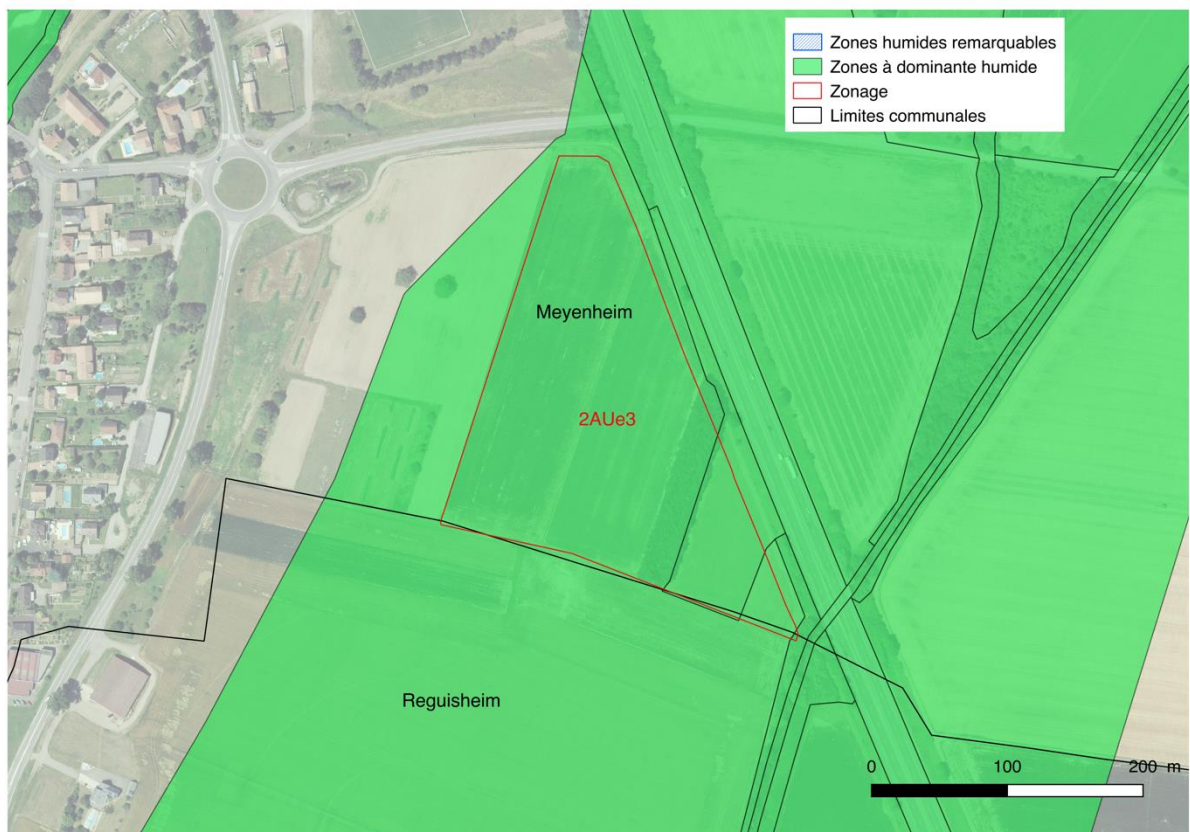 Zones humides remarquables
Zones à dominante humide
Zonage
Limites communales
Meyenheim
2AUe3
Reguisheim
0 100 200 m